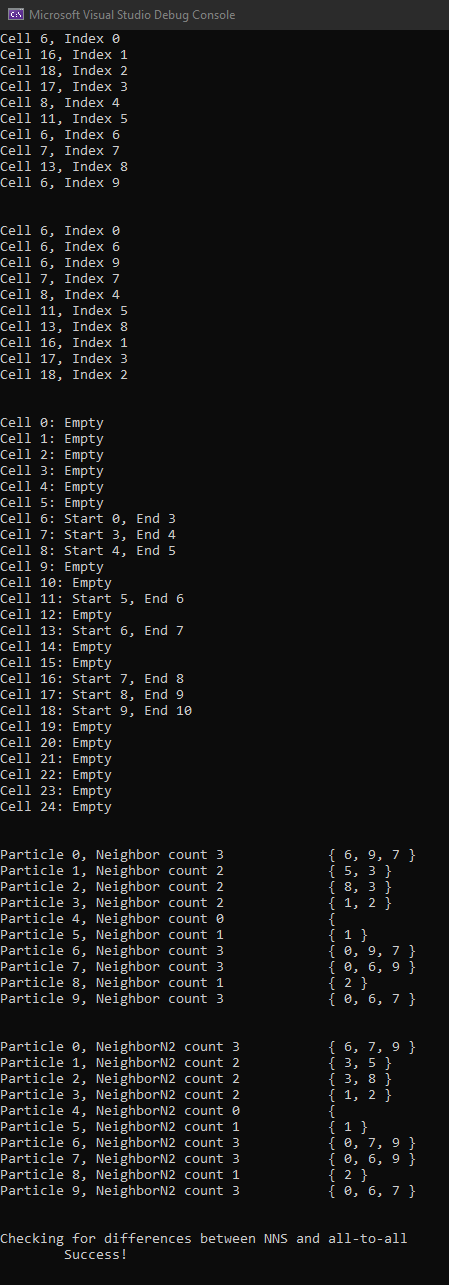 Microsoft Visual Studio Debug Console
Cell 6, Index 0
Cell 16, Index 1
Cell 18, Index 2
Cell 17, Index 3
Cell 8, Index 4
Cell 11, Index 5
Cell 6, Index 6
Cell 7, Index 7
Cell 13, Index 8
Cell 6, Index 9
Cell 6, Index 0
Cell 6, Index 6
Cell 6, Index 9
Cell 7, Index 7
Cell 8, Index 4
Cell 11, Index 5
Cell 13, Index 8
Cell 16, Index 1
Cell 17, Index 3
Cell 18, Index 2
Cell 0: Empty
Cell 1: Empty
Cell 2: Empty
Cell 3: Empty
Cell 4: Empty
Cell 5: Empty
Cell 6: Start 0, End 3
Cell 7: Start 3, End 4
Cell 8: Start 4, End 5
Cell 9: Empty
Cell 10: Empty
Cell 11: Start 5, End 6
Cell 12: Empty
Cell 13: Start 6, End 7
Cell 14: Empty
Cell 15: Empty
Cell 16: Start 7, End 8
Cell 17: Start 8, End 9
Cell 18: Start 9, End 10
Cell 19: Empty
Cell 20: Empty
Cell 21: Empty
Cell 22: Empty
Cell 23: Empty
Cell 24: Empty
Particle 0, Neighbor count 3 { 6, 9, 7 }
Particle 1, Neighbor count 2 { 5, 3 }
Particle 2, Neighbor count 2 { 8, 3 }
Particle 3, Neighbor count 2 { 1, 2 }
Particle 4, Neighbor count 0 {
Particle 5, Neighbor count 1 { 1 }
Particle 6, Neighbor count 3 { 0, 9, 7 }
Particle 7, Neighbor count 3 { 0, 6, 9 }
Particle 8, Neighbor count 1 { 2 }
Particle 9, Neighbor count 3 { 0, 6, 7 }
Particle 0, NeighborN2 count 3 { 6, 7, 9 }
Particle 1, NeighborN2 count 2 { 3, 5 }
Particle 2, NeighborN2 count 2 { 3, 8 }
Particle 3, NeighborN2 count 2 { 1, 2 }
Particle 4, NeighborN2 count 0 {
Particle 5, NeighborN2 count 1 { 1 }
Particle 6, NeighborN2 count 3 { 0, 7, 9 }
Particle 7, NeighborN2 count 3 { 0, 6, 9 }
Particle 8, NeighborN2 count 1 { 2 }
Particle 9, NeighborN2 count 3 { 0, 6, 7 }
Checking for differences between NNS and all-to-all
Success!